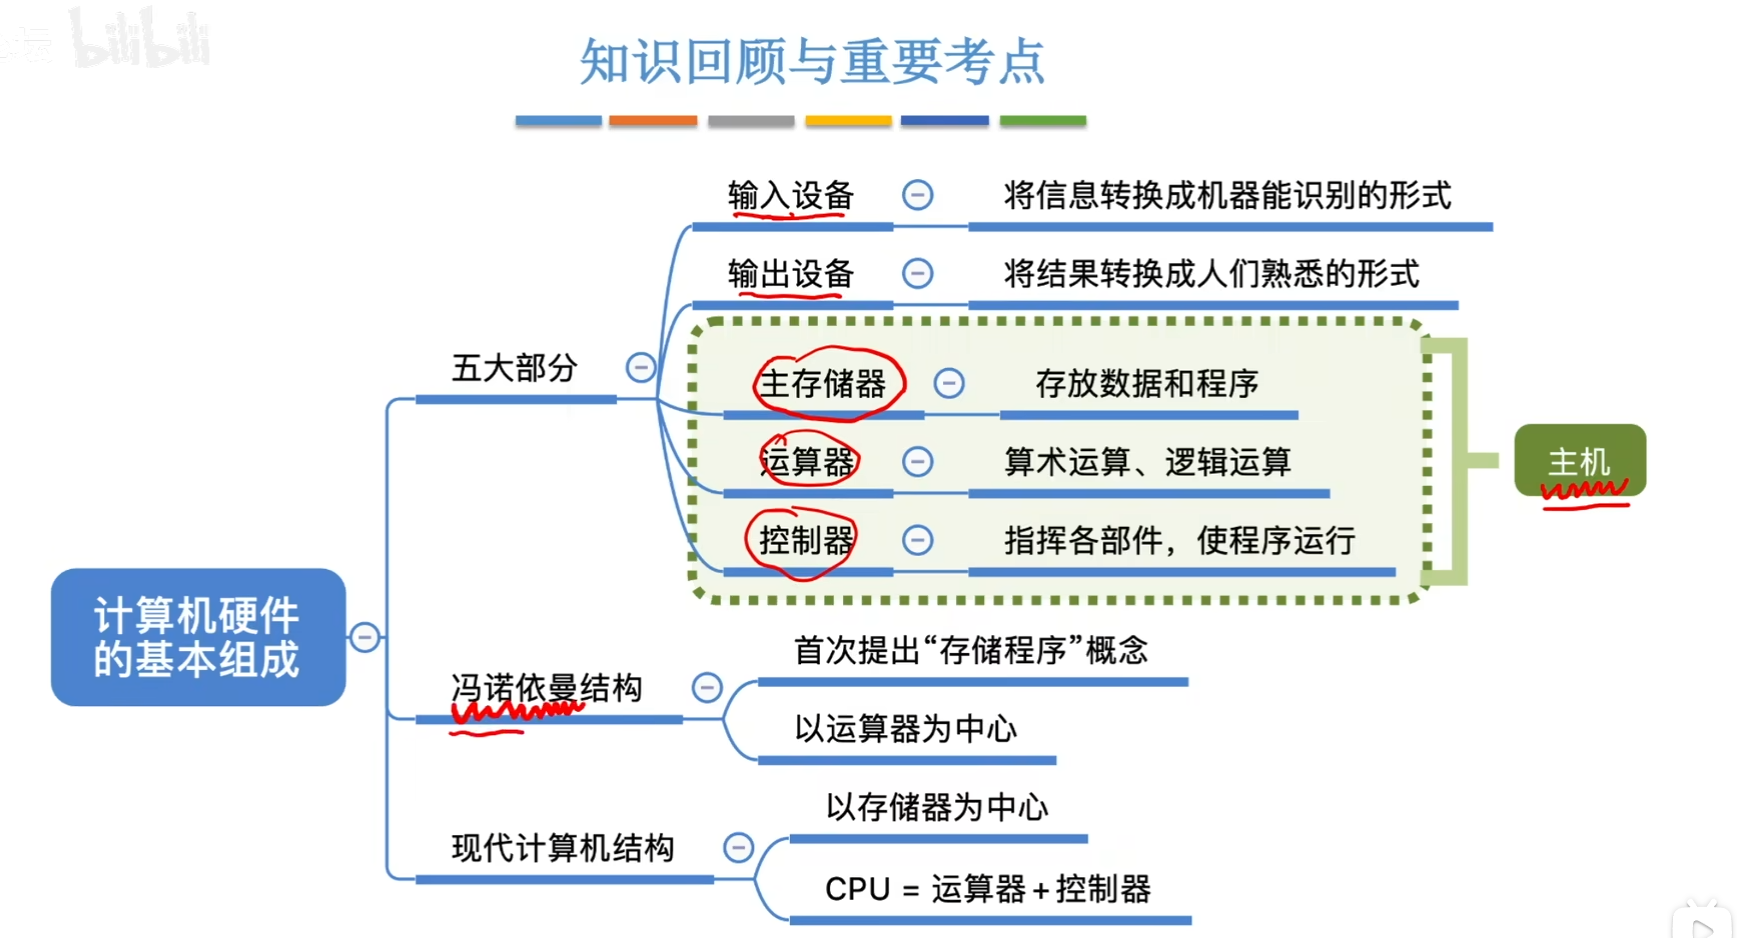 bilibili
知识回顾与重要考点
输入设备
将信息转换成机器能识别的形式
输出设备
将结果转换成人们熟悉的形式
五大部分
主存储器
存放数据和程序
运算器
算术运算、逻辑运算
主机
控制器
指挥各部件，使程序运行
计算机硬件
的基本组成
冯诺依曼结构
首次提出“存储程序”概念
以运算器为中心
现代计算机结构
以存储器为中心
CPU = 运算器+控制器